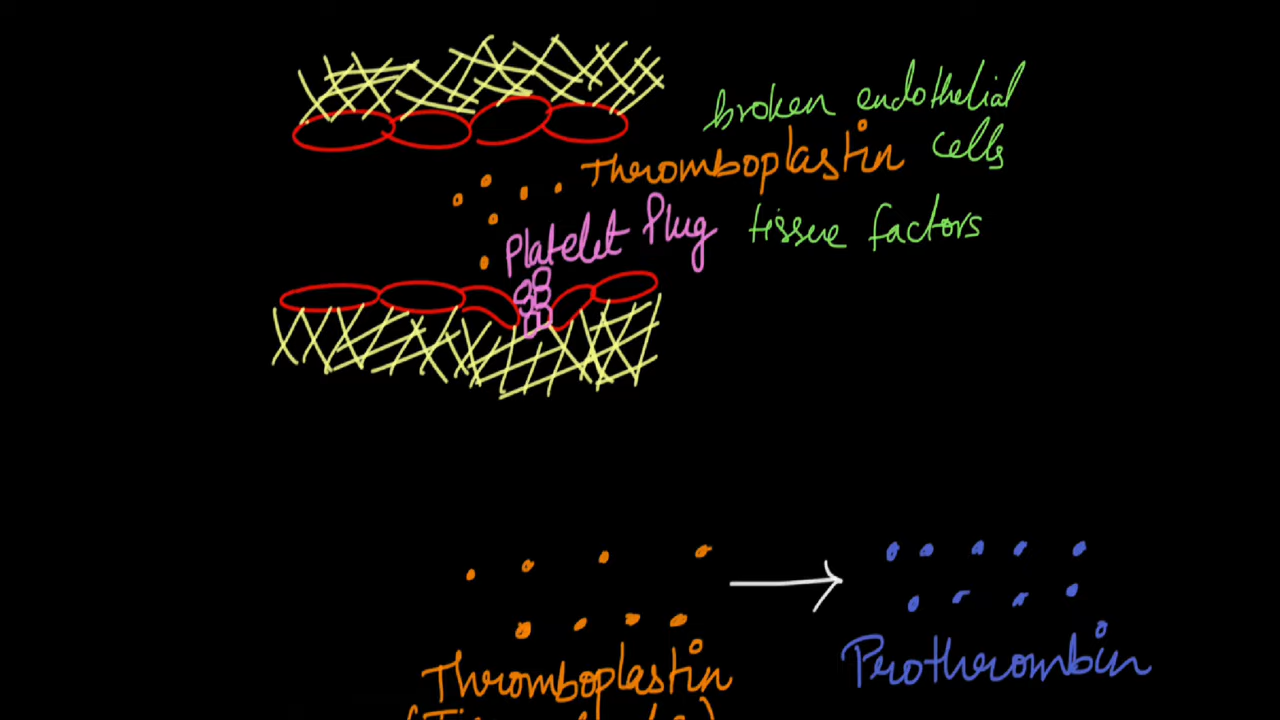 broken endothelial
cells
Thromboplastin
Platelet Plug
tissue factors
Thromboplastin
Prothrombin